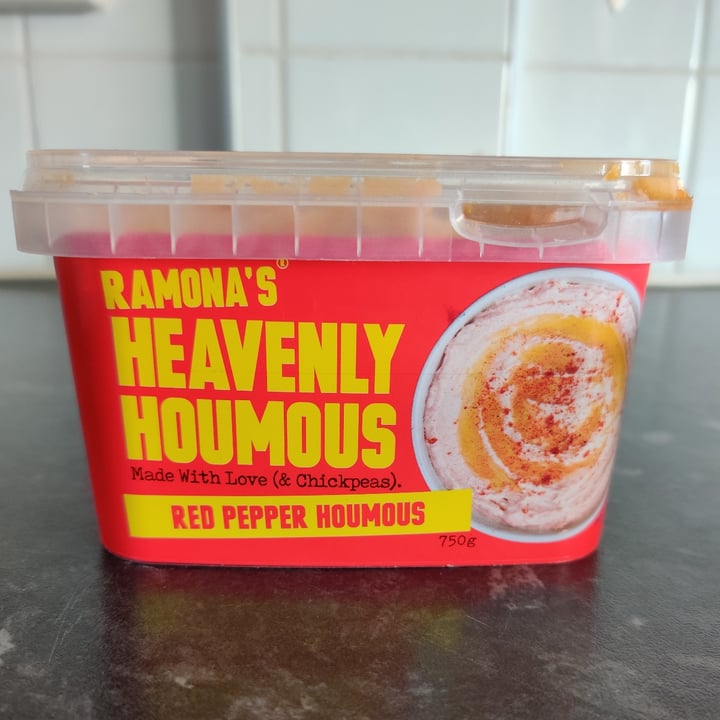 RAMONA'S®
HEAVENLY
HOUMOUS
Made With Love (& Chickpeas).
RED PEPPER HOUMOUS
750g